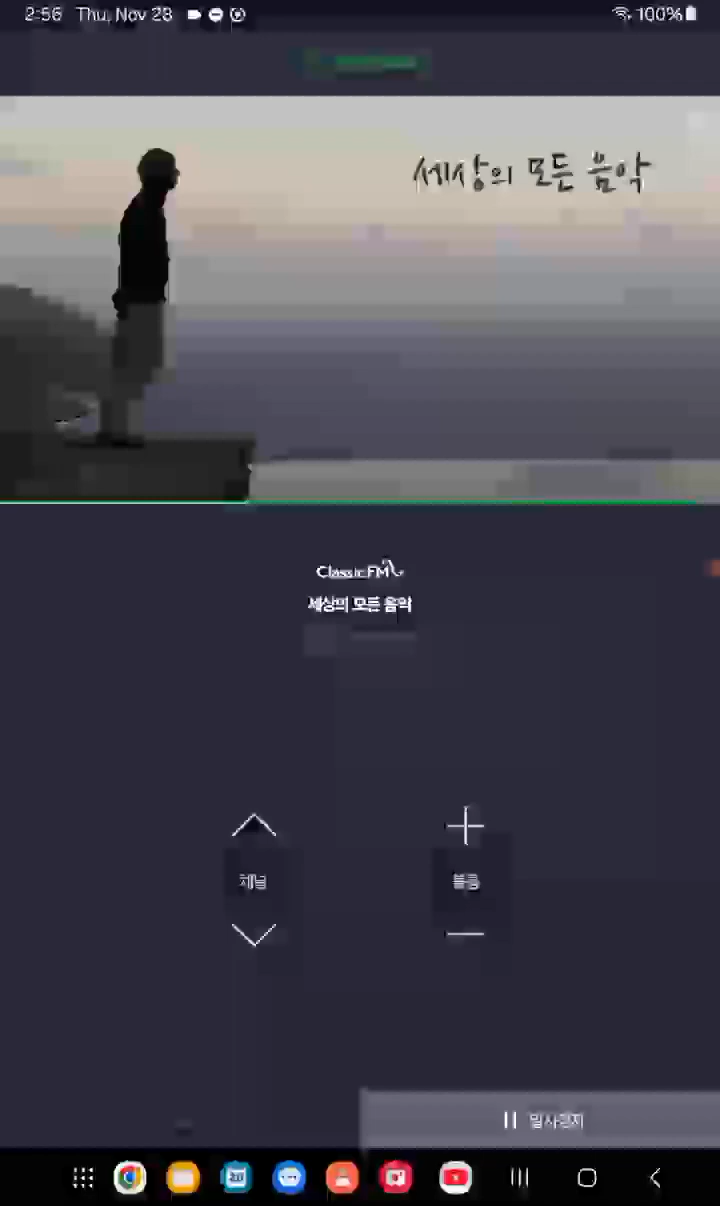 2:56 Thu, Nov 28 100%
세상의 모든 음악
Classic FM
세상의 모든 음악
채널
볼륨
일시정지